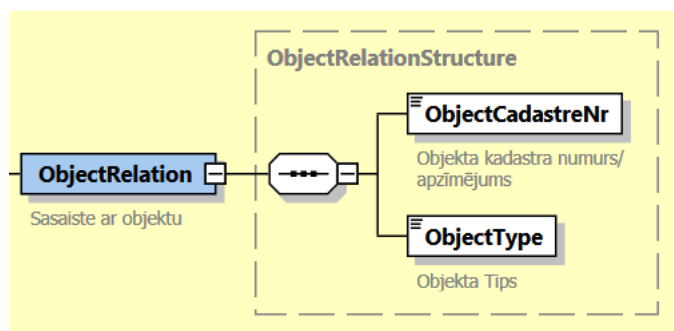 ObjectRelationStructure
ObjectCadastreNr
Objekta kadastra numurs/
apzīmējums
ObjectRelation
Sasaiste ar objektu
ObjectType
Objekta Tips